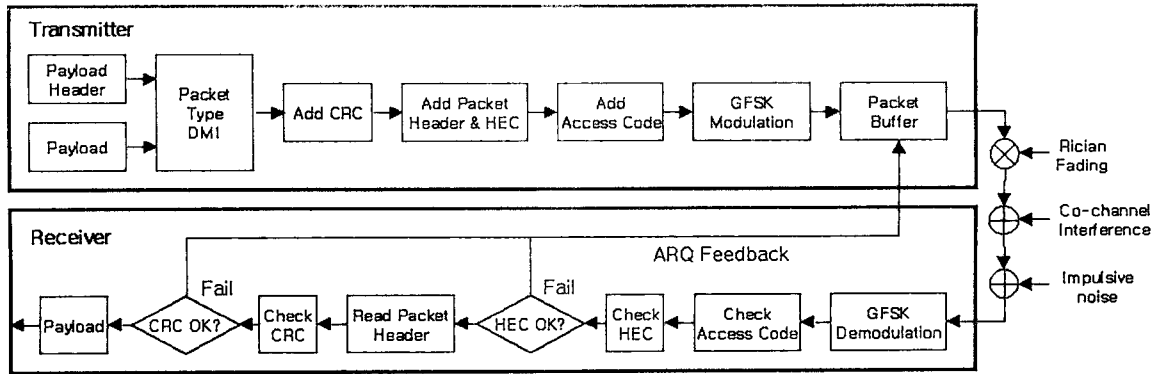 Transmitter
Payload
Header
Payload
Packet
Type
DM1
Add CRC
Add Packet
Header & HEC
Add
Access Code
GFSK
Modulation
Packet
Buffer
Rician
Fading
Co-channel
Interference
Impulsive
noise
Receiver
ARQ Feedback
Fail
Fail
Payload
CRC OK?
Check
CRC
Read Packet
Header
HEC OK?
Check
HEC
Check
Access Code
GFSK
Demodulation